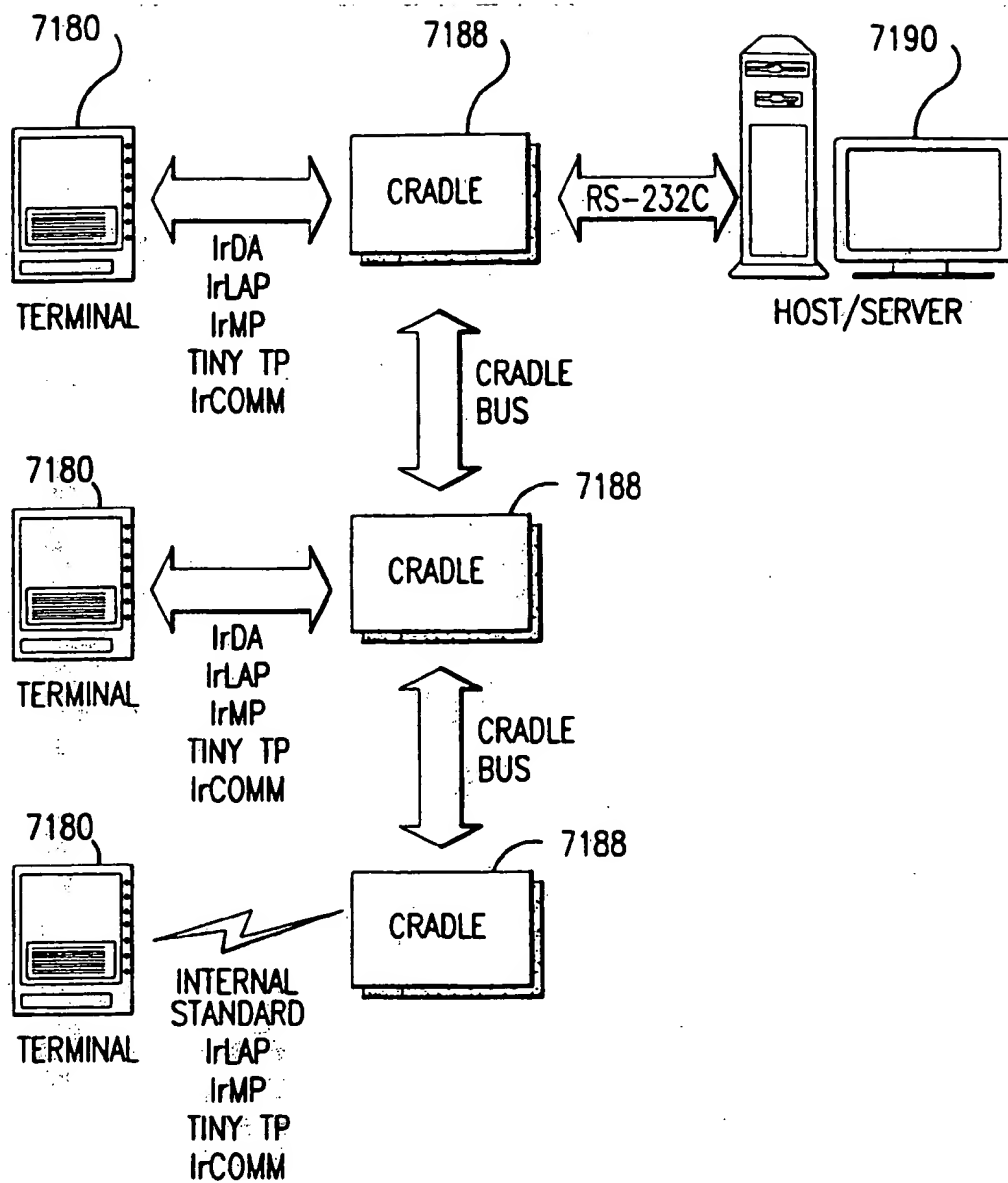 7180
7188
7190
CRADLE
RS-232C
IrDA
IrLAP
IrMP
TINY TP
IrCOMM
TERMINAL
HOST/SERVER
CRADLE
BUS
7180
7188
CRADLE
IrDA
IrLAP
IrMP
TINY TP
IrCOMM
TERMINAL
CRADLE
BUS
7180
7188
CRADLE
INTERNAL
STANDARD
IrLAP
IrMP
TINY TP
IrCOMM
TERMINAL